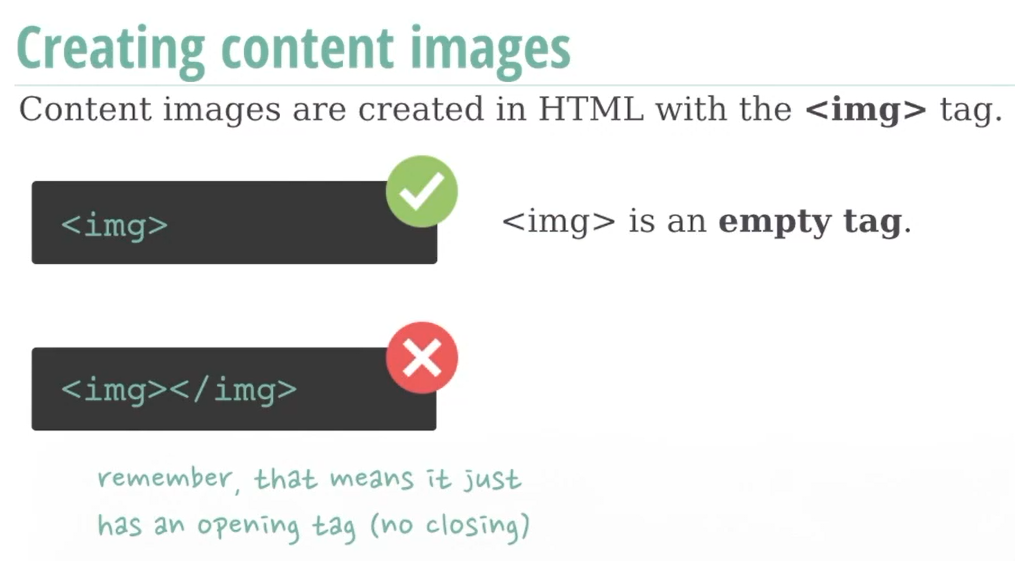 Creating content images
Content images are created in HTML with the <img> tag.
<img>
<img> is an empty tag.
<img></img>
remember, that means it just
has an opening tag (no closing)